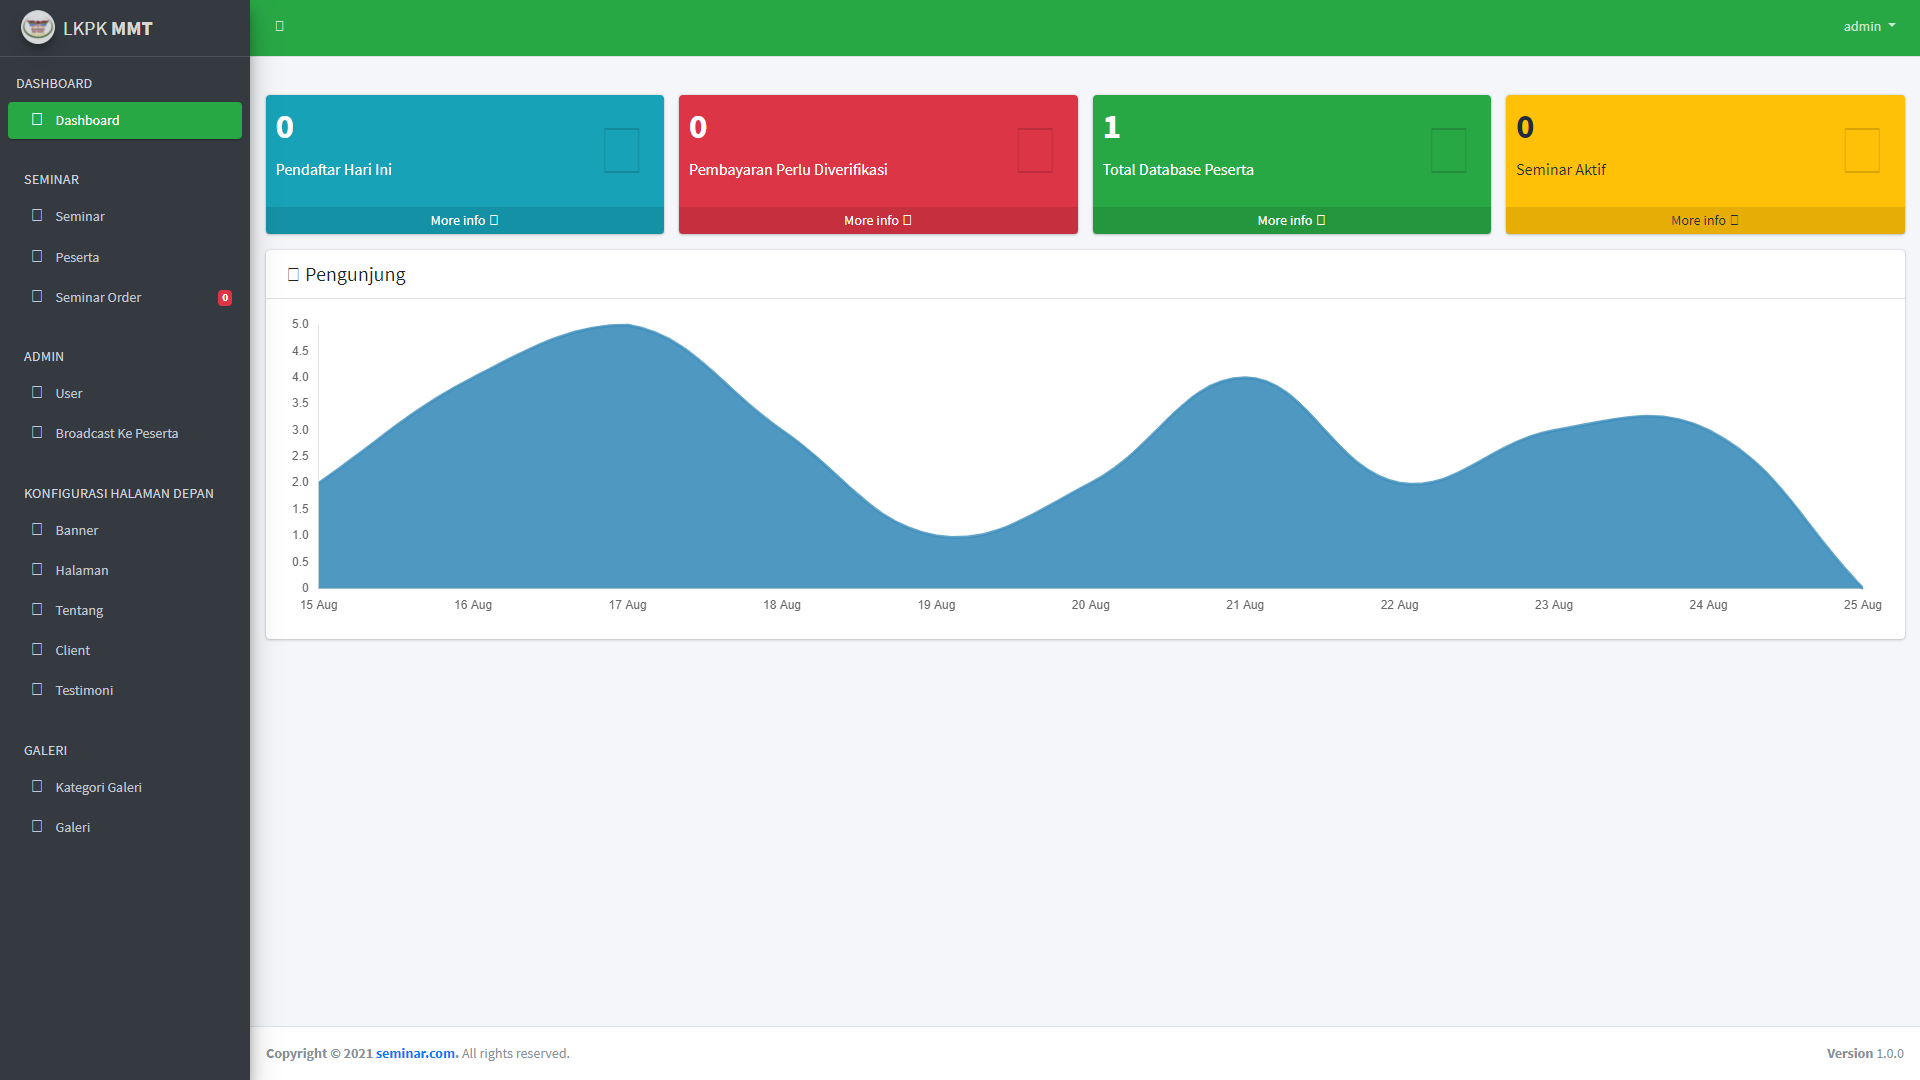 LKPK MMT
admin
DASHBOARD
Dashboard
SEMINAR
Seminar
Peserta
Seminar Order 0
ADMIN
User
Broadcast Ke Peserta
KONFIGURASI HALAMAN DEPAN
Banner
Halaman
Tentang
Client
Testimoni
GALERI
Kategori Galeri
Galeri
0
Pendaftar Hari Ini
More info
0
Pembayaran Perlu Diverifikasi
More info
1
Total Database Peserta
More info
0
Seminar Aktif
More info
Pengunjung
5.0
4.5
4.0
3.5
3.0
2.5
2.0
1.5
1.0
0.5
0
15 Aug 16 Aug 17 Aug 18 Aug 19 Aug 20 Aug 21 Aug 22 Aug 23 Aug 24 Aug 25 Aug
Copyright © 2021 seminar.com. All rights reserved.
Version 1.0.0